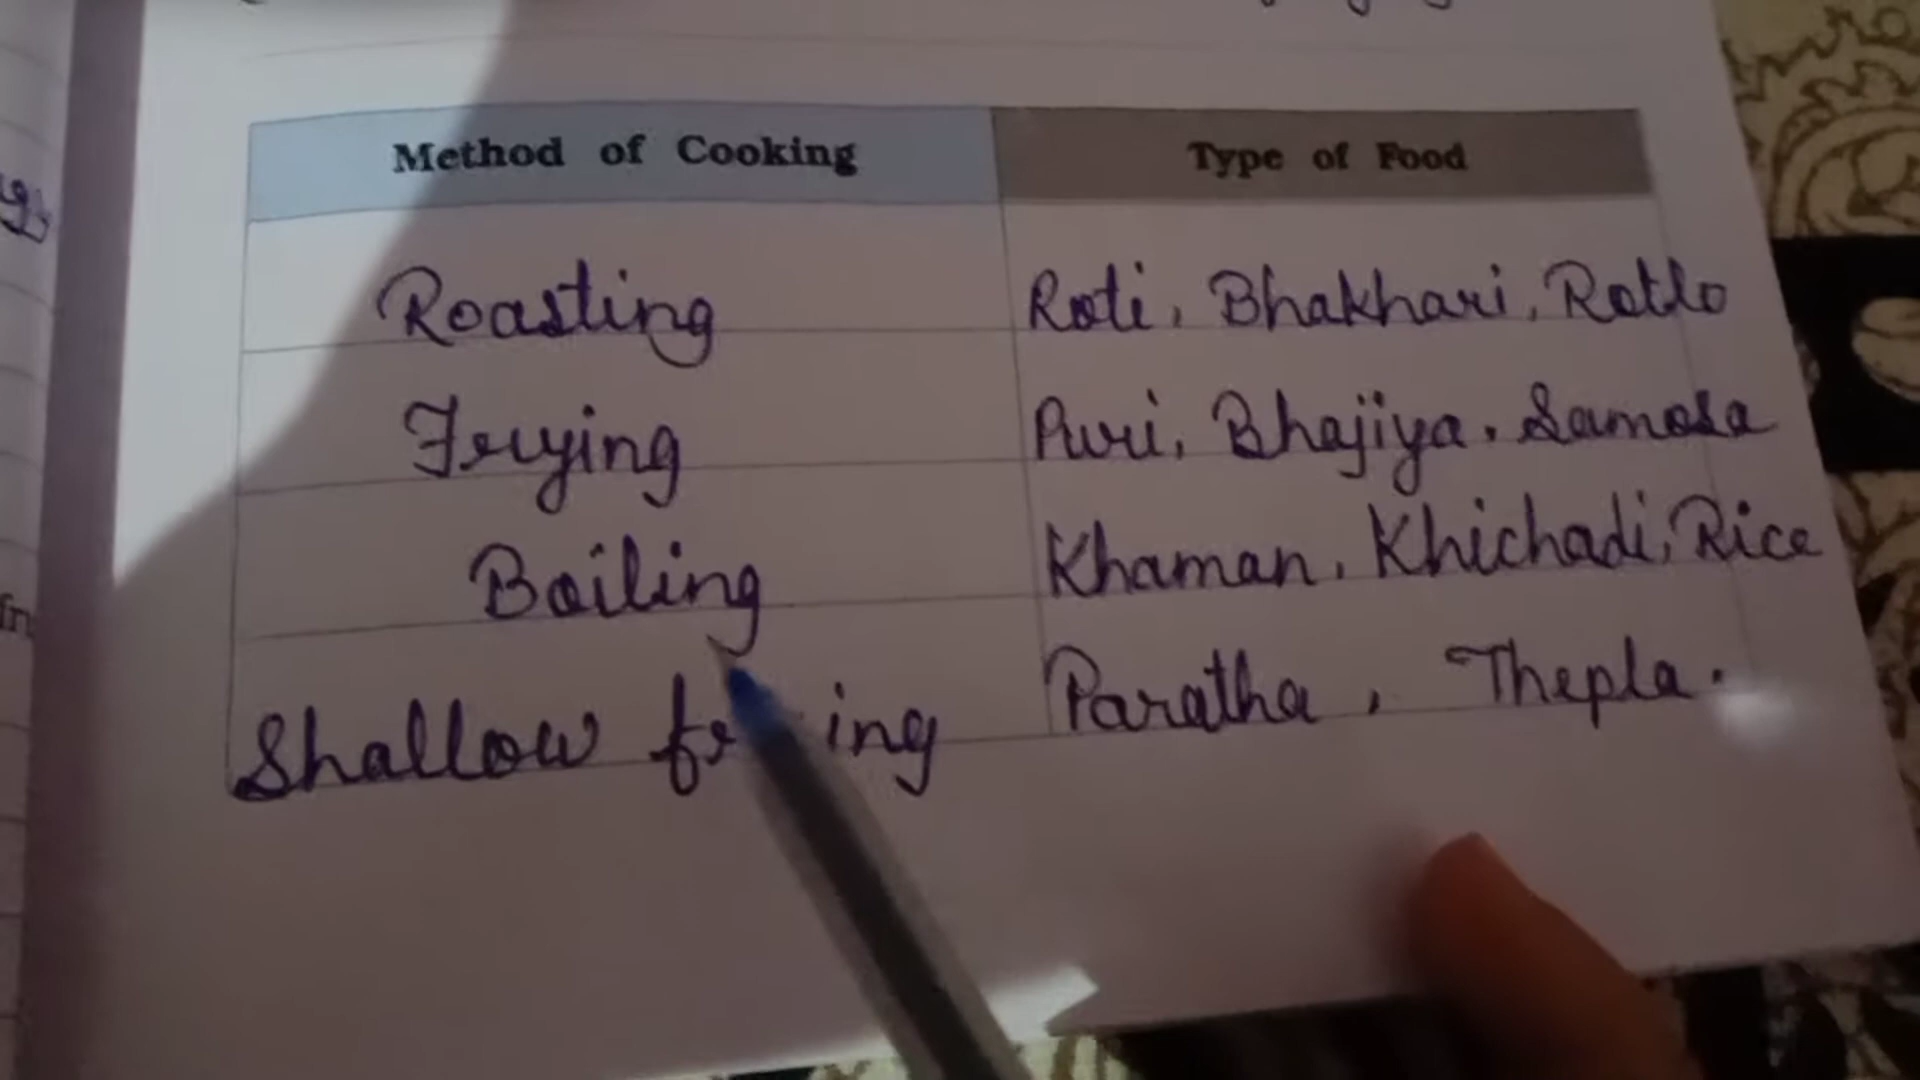 Method of Cooking Type of Food
Roasting Roti, Bhakhari, Rotlo
Frying Puri, Bhajiya, Samosa
Boiling Khaman, Khichadi, Rice
Shallow Paratha, Thepla.